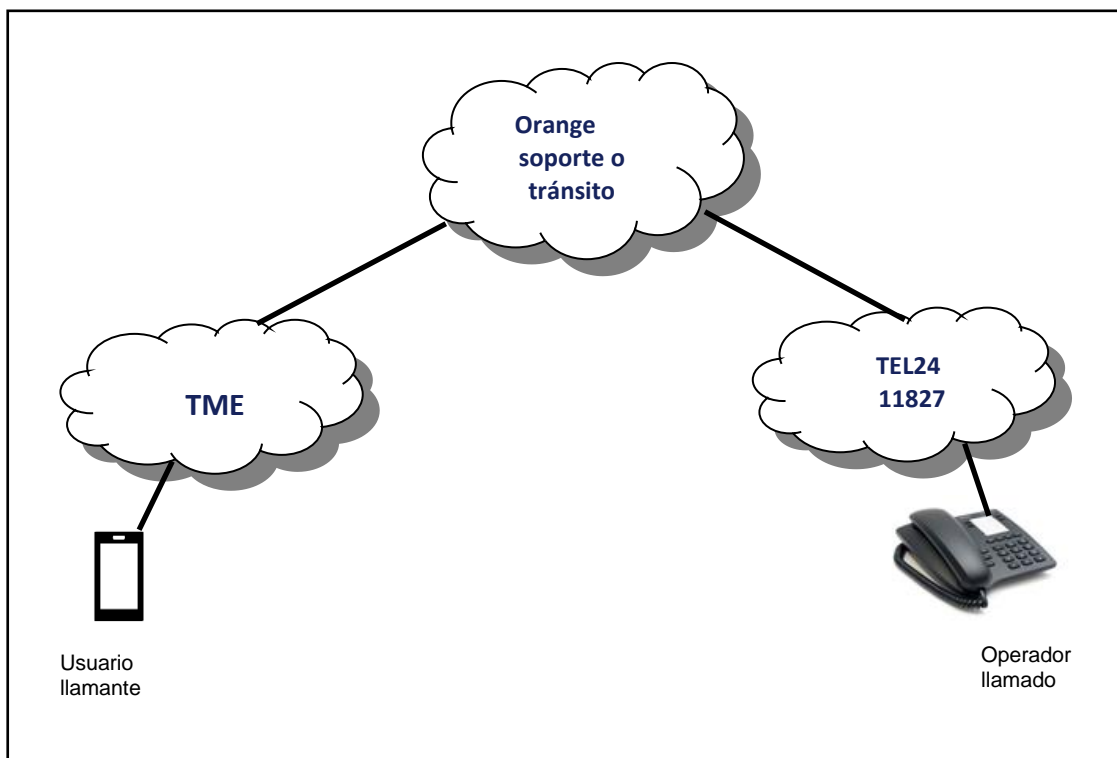 Orange
soporte o
tránsito
TME
TEL24
11827
Usuario
llamante
Operador
llamado